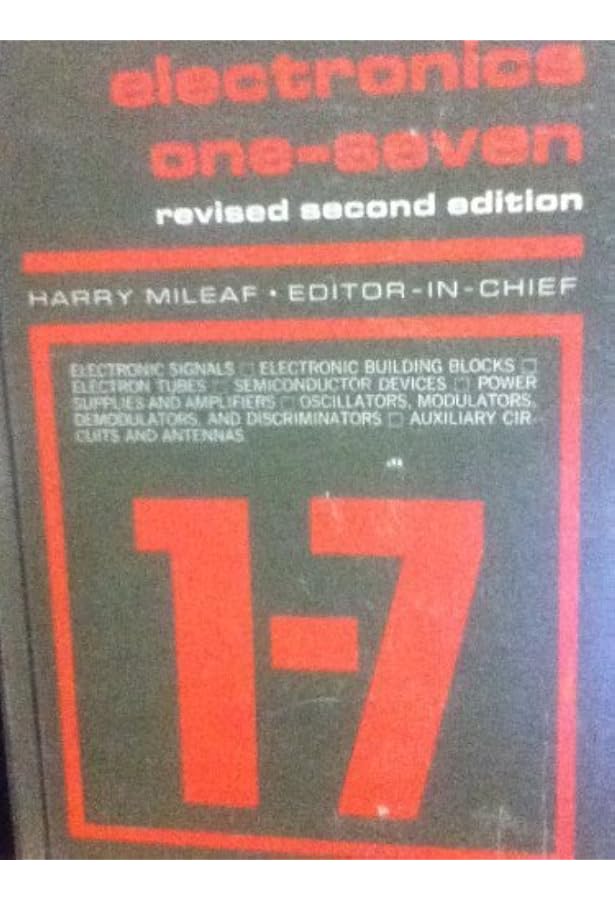 electronics
one-seven
revised second edition
HARRY MILEAF • EDITOR-IN-CHIEF
ELECTRONIC SIGNALS □ ELECTRONIC BUILDING BLOCKS □
ELECTRON TUBES □ SEMICONDUCTOR DEVICES □ POWER
SUPPLIES AND AMPLIFIERS □ OSCILLATORS, MODULATORS,
DEMODULATORS, AND DISCRIMINATORS □ AUXILIARY CIR-
CUITS AND ANTENNAS
1-7